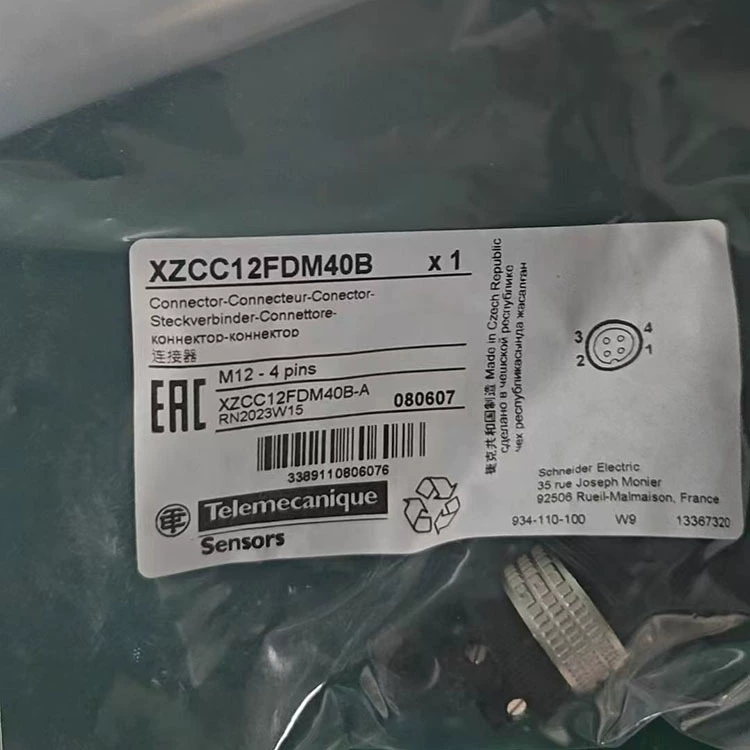 XZCC12FDM40B x 1
Connector-Connecteur-Conector-
Steckverbinder-Connettore-
коннектор-коннектор
连接器
M12 - 4 pins
EAC
XZCC12FDM40B-A 080607
RN2023W15
3389110806076
Telemecanique
Sensors
捷克共和国制造 Made in Czech Republic
сделано в чешской республике
чех республикасында жасалган
3
4
2
1
Schneider Electric
35 rue Joseph Monier
92506 Rueil-Malmaison, France
934-110-100 W9 13367320